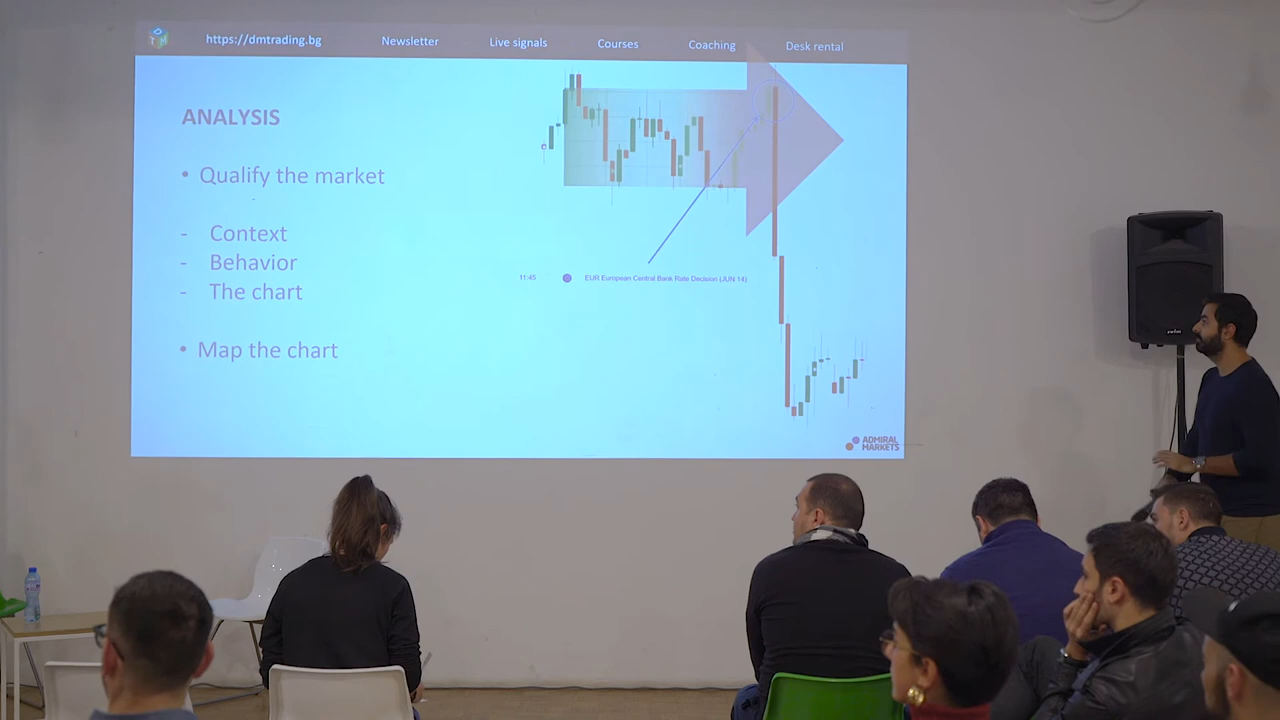 https://dmtrading.bg Newsletter Live signals Courses Coaching Desk rental
ANALYSIS
• Qualify the market
- Context
- Behavior
- The chart
• Map the chart
11:45 EUR European Central Bank Rate Decision (JUN 14)
ADMIRAL
MARKETS